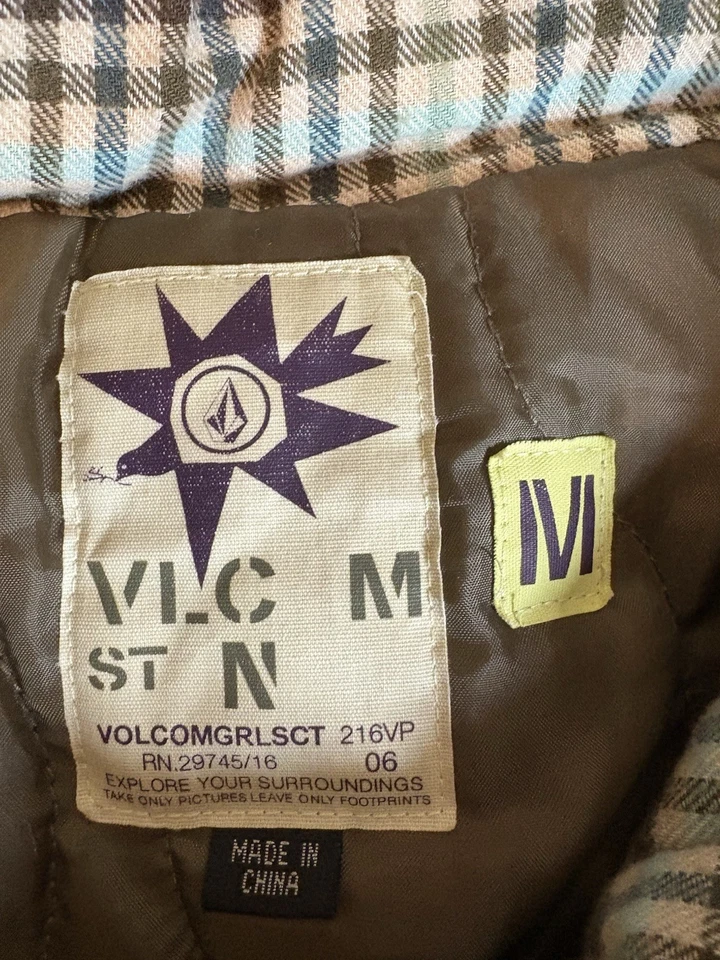 VLC M
ST N
VOLCOMGRLSCT 216VP
RN.29745/16 06
EXPLORE YOUR SURROUNDINGS
TAKE ONLY PICTURES LEAVE ONLY FOOTPRINTS
M
MADE IN
CHINA